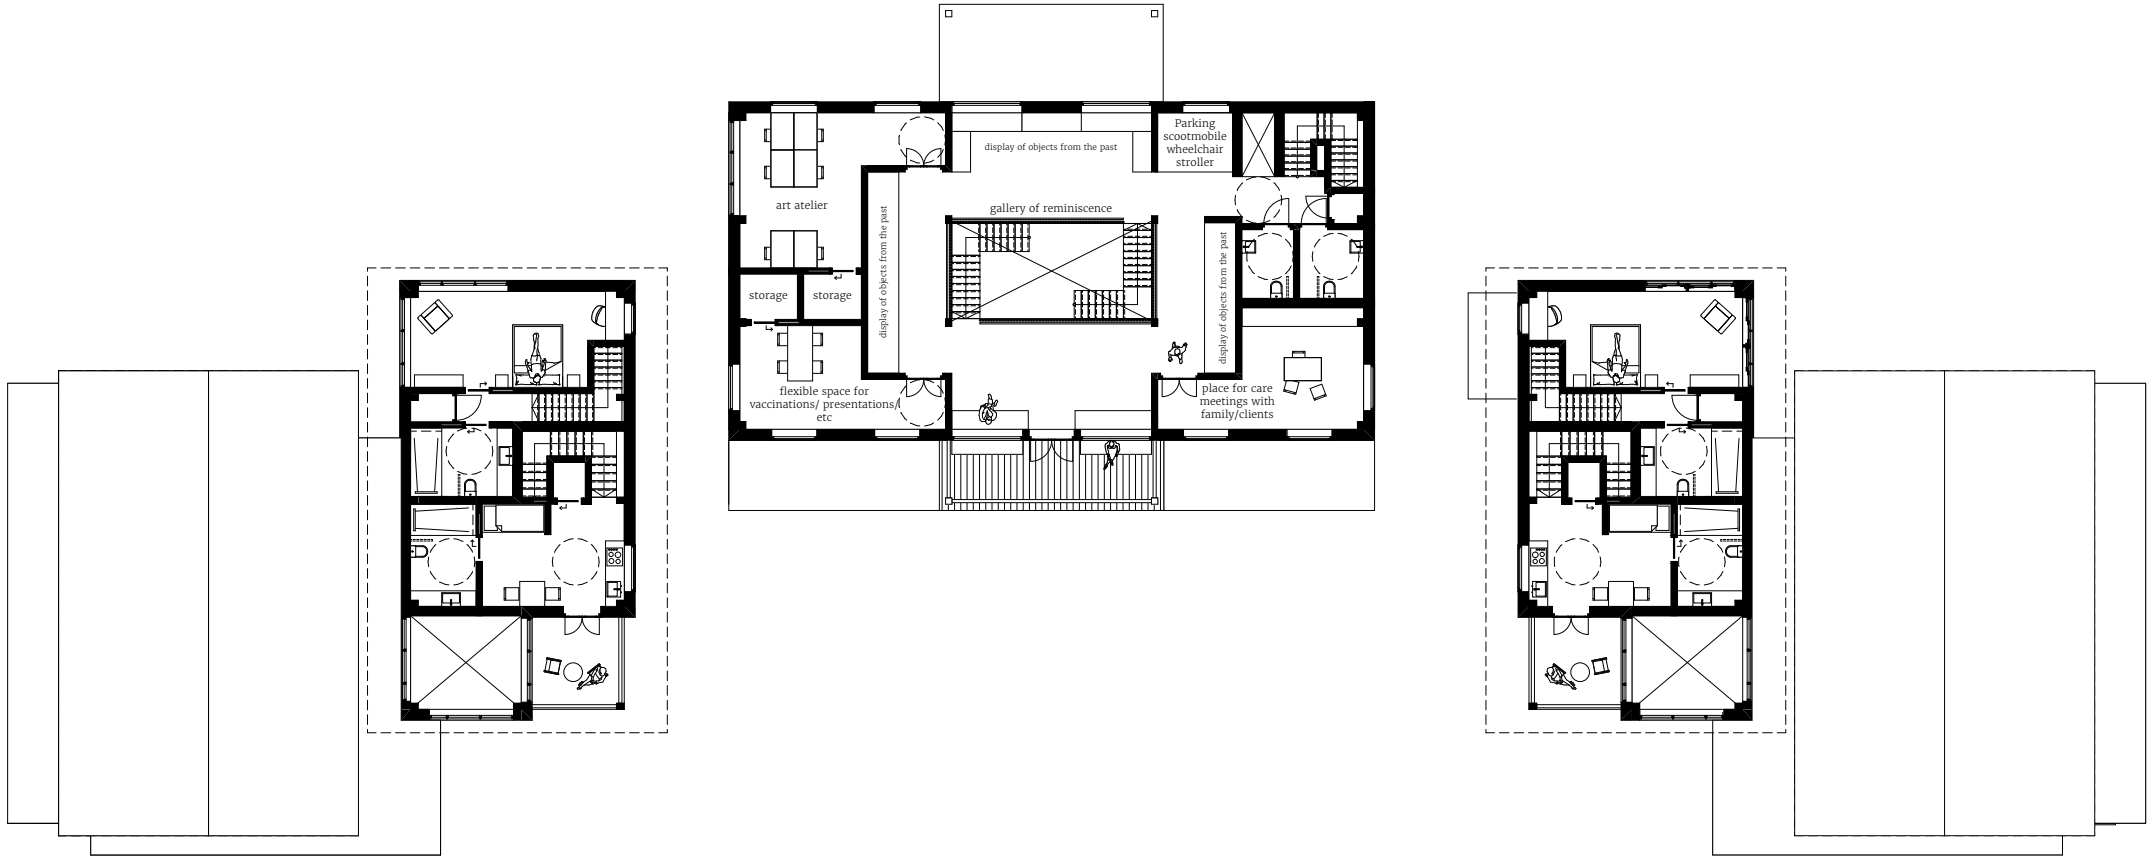 Parking
scootmobile
wheelchair
stroller
display of objects from the past
art atelier
gallery of reminiscence
display of objects from the past
display of objects from the past
storage
storage
flexible space for
vaccinations/ presentations/
etc
place for care
meetings with
family/clients